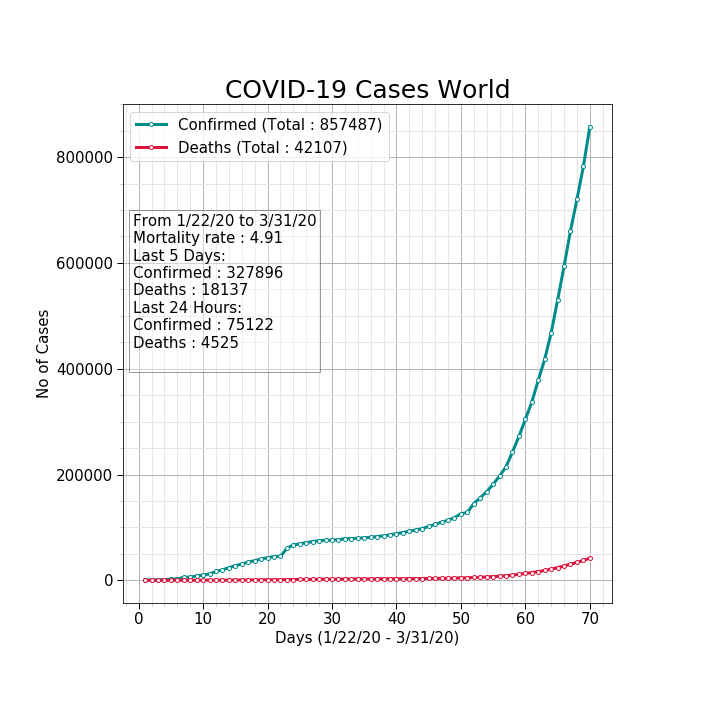 COVID-19 Cases World
Confirmed (Total : 857487)
Deaths (Total : 42107)
From 1/22/20 to 3/31/20
Mortality rate : 4.91
Last 5 Days:
Confirmed : 327896
Deaths : 18137
Last 24 Hours:
Confirmed : 75122
Deaths : 4525
No of Cases
800000
600000
400000
200000
0
0 10 20 30 40 50 60 70
Days (1/22/20 - 3/31/20)